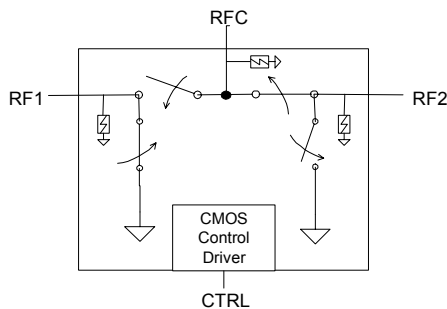 RFC
RF1
RF2
CMOS
Control
Driver
CTRL